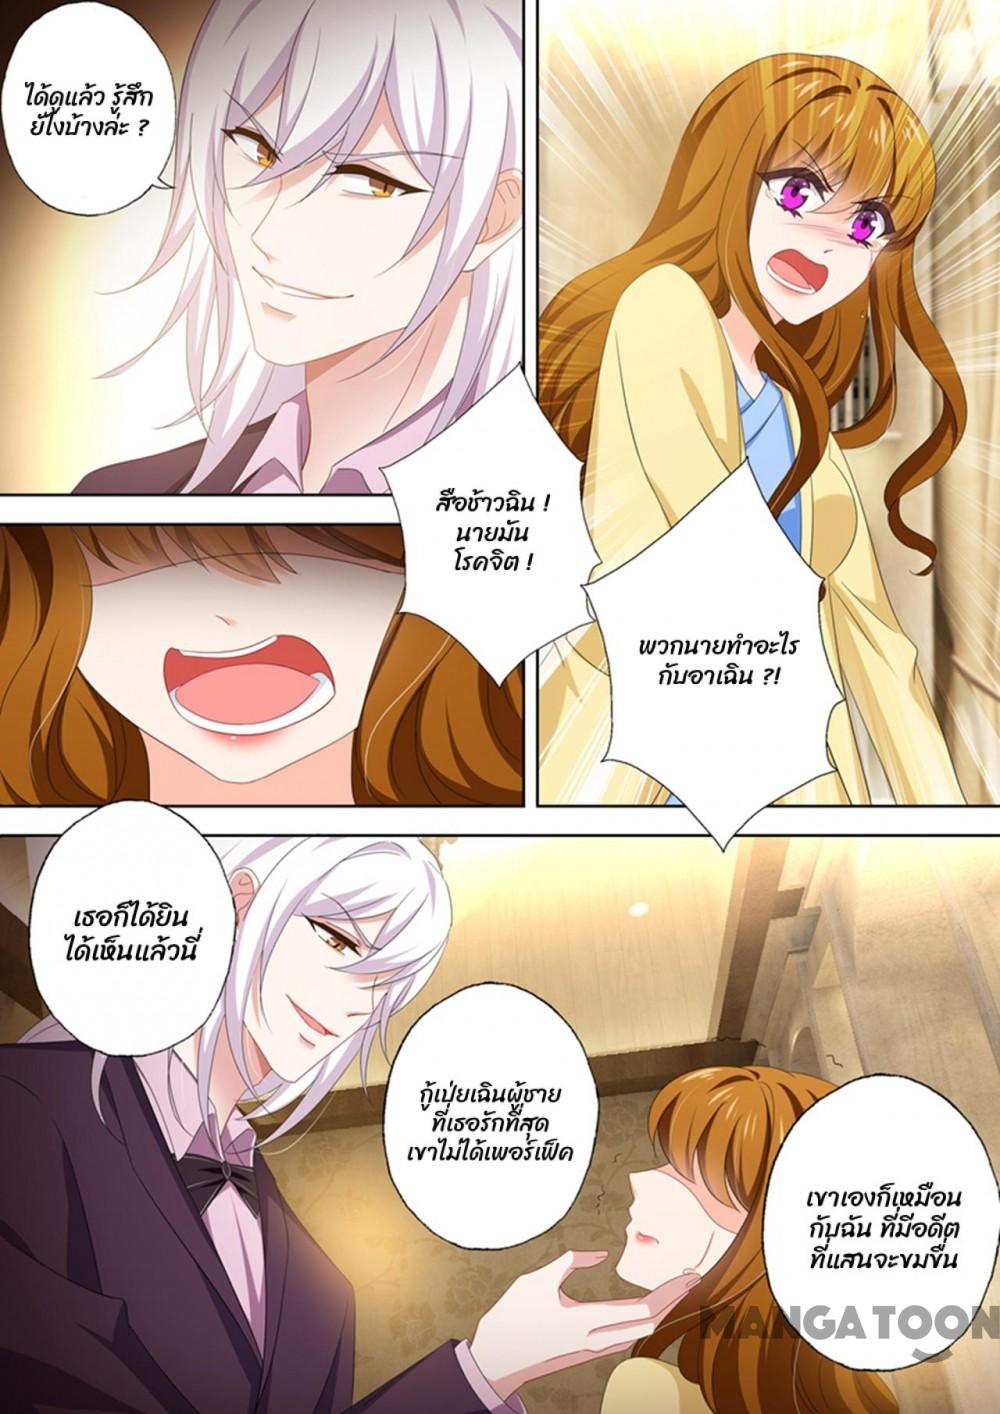 ได้ดูแล้ว รู้สึก
ยังไงบ้างล่ะ ?
สือช้าวฉิน !
นายมัน
โรคจิต !
พวกนายทำอะไร
กับอาเฉิน ?!
เธอก็ได้ยิน
ได้เห็นแล้วนี่
กู้เป่ยเฉินผู้ชาย
ที่เธอรักที่สุด
เขาไม่ได้เพอร์เฟ็ค
เขาเองก็เหมือน
กับฉัน ที่มีอดีต
ที่แสนจะขมขื่น
MANGATOON